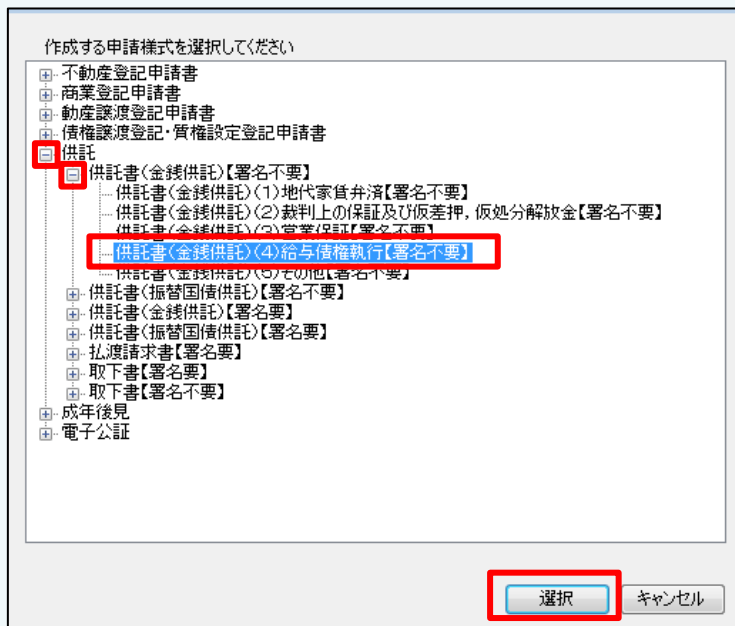 作成する申請様式を選択してください
不動産登記申請書
商業登記申請書
動産譲渡登記申請書
債権譲渡登記・質権設定登記申請書
供託
供託書(金銭供託)【署名不要】
供託書(金銭供託)(1)地代家賃弁済【署名不要】
供託書(金銭供託)(2)裁判上の保証及び仮差押,仮処分解放金【署名不要】
供託書(金銭供託)(3)営業保証【署名不要】
供託書(金銭供託)(4)給与債権執行【署名不要】
供託書(金銭供託)(5)その他【署名不要】
供託書(振替国債供託)【署名不要】
供託書(金銭供託)【署名要】
供託書(振替国債供託)【署名要】
払渡請求書【署名要】
取下書【署名要】
取下書【署名不要】
成年後見
電子公証
選択 キャンセル